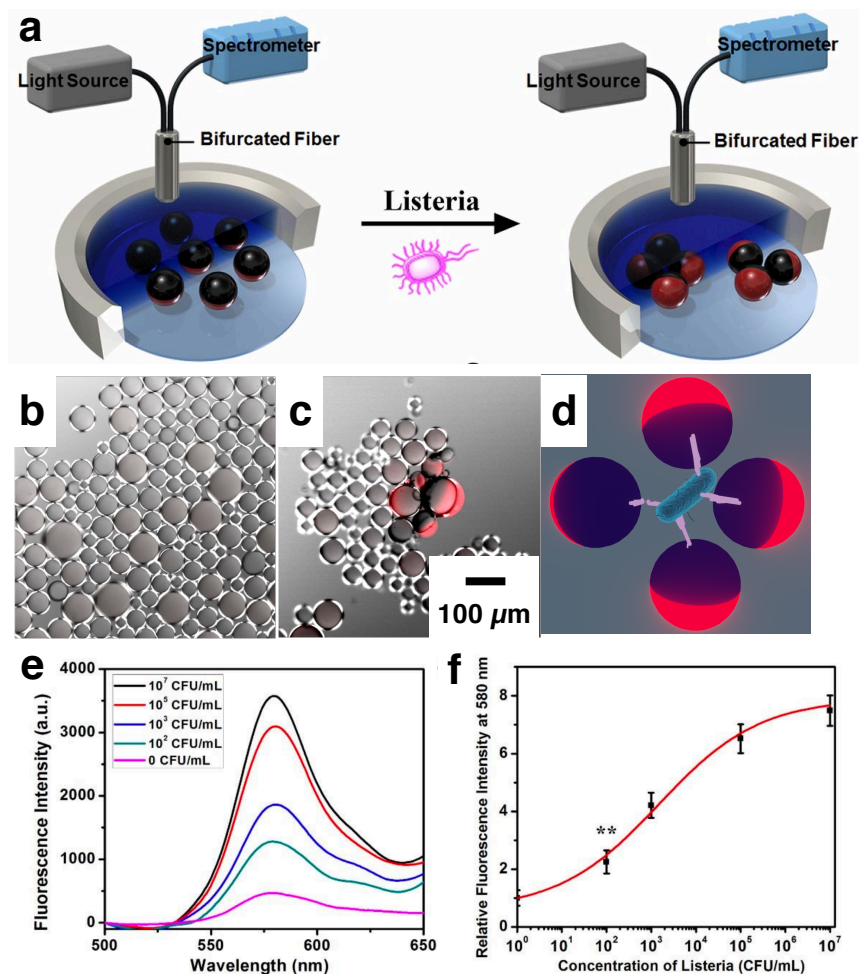 a
Spectrometer
Light Source
Bifurcated Fiber
Listeria
Spectrometer
Light Source
Bifurcated Fiber
b
c
100 µm
d
e
4000
3000
2000
1000
0
10⁷ CFU/mL
10⁵ CFU/mL
10³ CFU/mL
10² CFU/mL
0 CFU/mL
500
550
600
650
Fluorescence Intensity (a.u.)
Wavelength (nm)
f
8
6
4
2
0
**
10⁰
10¹
10²
10³
10⁴
10⁵
10⁶
10⁷
Relative Fluorescence Intensity at 580 nm
Concentration of Listeria (CFU/mL)